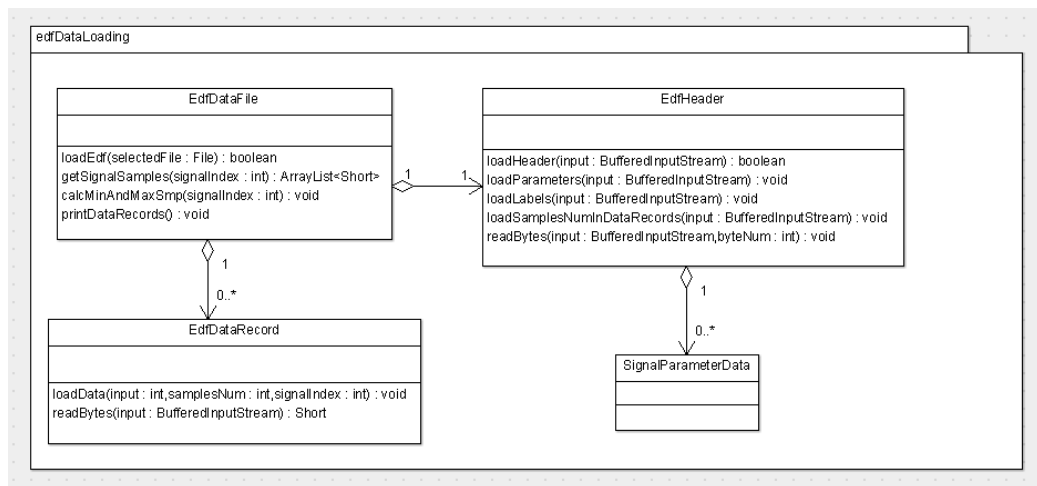 edfDataLoading
EdfDataFile
loadEdf(selectedFile : File) : boolean
getSignalSamples(signalIndex : int) : ArrayList<Short>
calcMinAndMaxSmp(signalIndex : int) : void
printDataRecords() : void
1
1
EdfHeader
loadHeader(input : BufferedInputStream) : boolean
loadParameters(input : BufferedInputStream) : void
loadLabels(input : BufferedInputStream) : void
loadSamplesNumInDataRecords(input : BufferedInputStream) : void
readBytes(input : BufferedInputStream,byteNum : int) : void
1
0..*
EdfDataRecord
loadData(input : int,samplesNum : int,signalIndex : int) : void
readBytes(input : BufferedInputStream) : Short
1
0..*
SignalParameterData